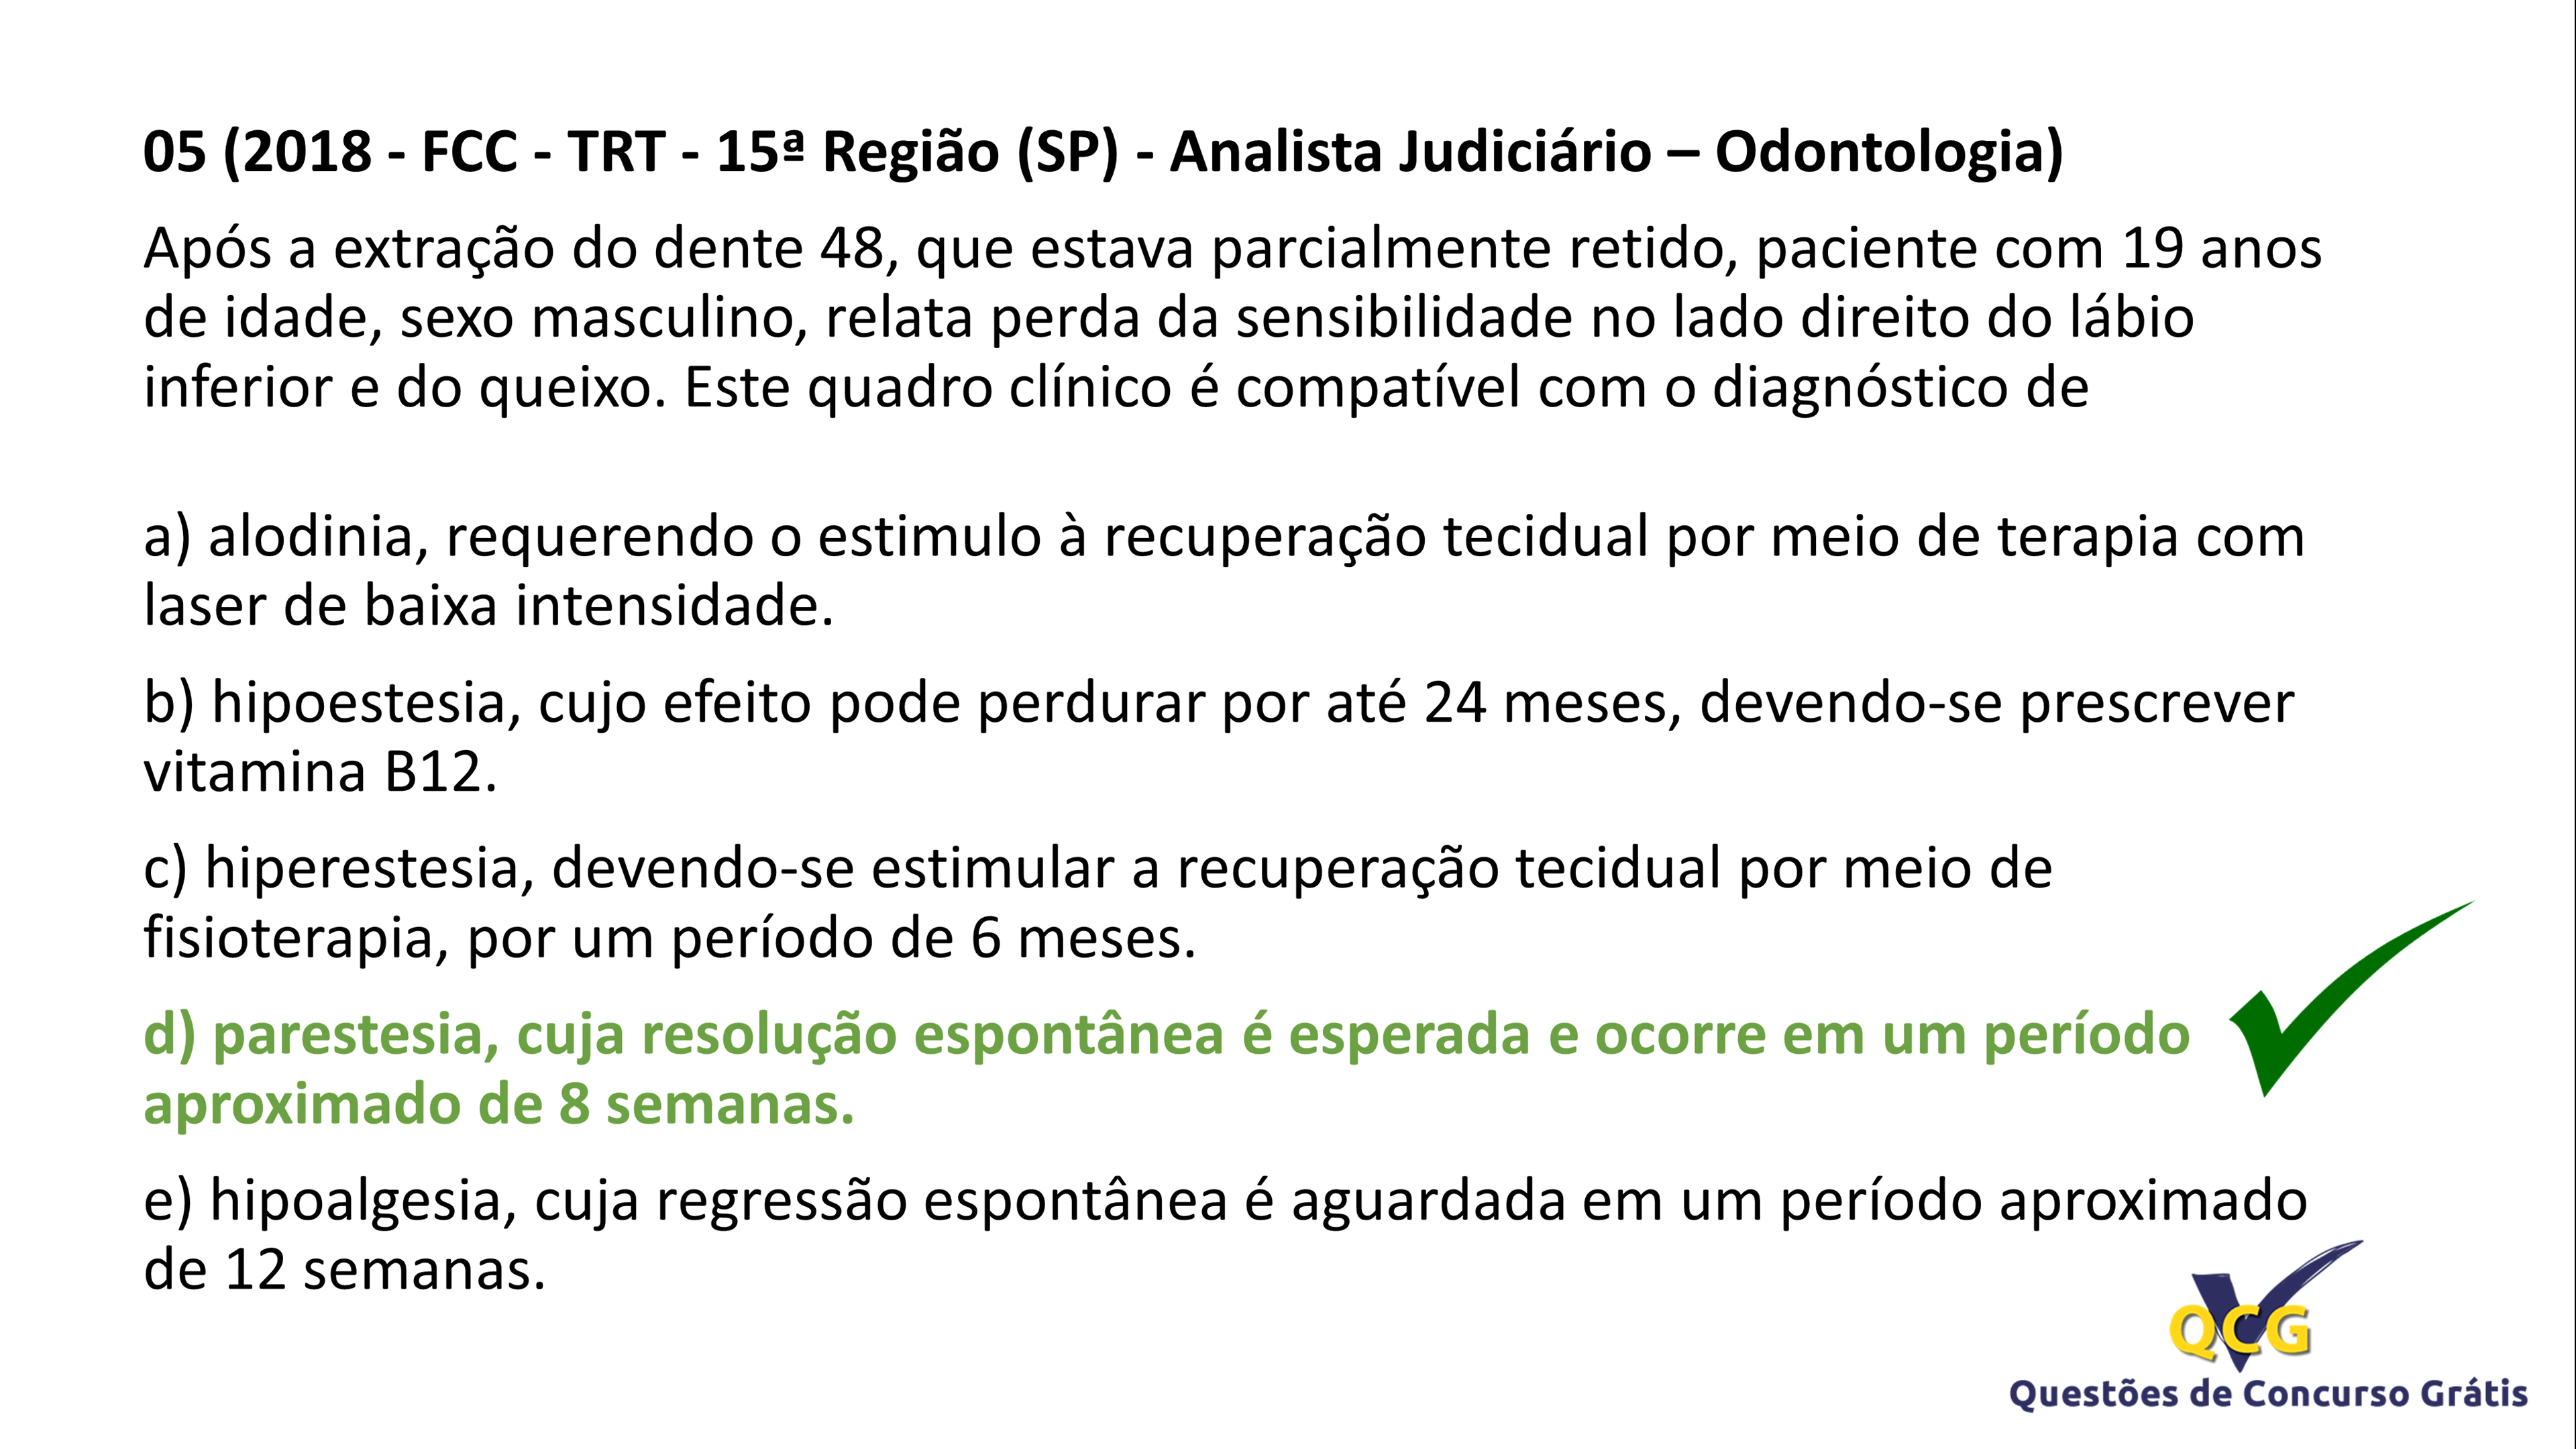 05 (2018 - FCC - TRT - 15ª Região (SP) - Analista Judiciário – Odontologia)
Após a extração do dente 48, que estava parcialmente retido, paciente com 19 anos
de idade, sexo masculino, relata perda da sensibilidade no lado direito do lábio
inferior e do queixo. Este quadro clínico é compatível com o diagnóstico de
a) alodinia, requerendo o estimulo à recuperação tecidual por meio de terapia com
laser de baixa intensidade.
b) hipoestesia, cujo efeito pode perdurar por até 24 meses, devendo-se prescrever
vitamina B12.
c) hiperestesia, devendo-se estimular a recuperação tecidual por meio de
fisioterapia, por um período de 6 meses.
d) parestesia, cuja resolução espontânea é esperada e ocorre em um período
aproximado de 8 semanas.
e) hipoalgesia, cuja regressão espontânea é aguardada em um período aproximado
de 12 semanas.
QCG
Questões de Concurso Grátis